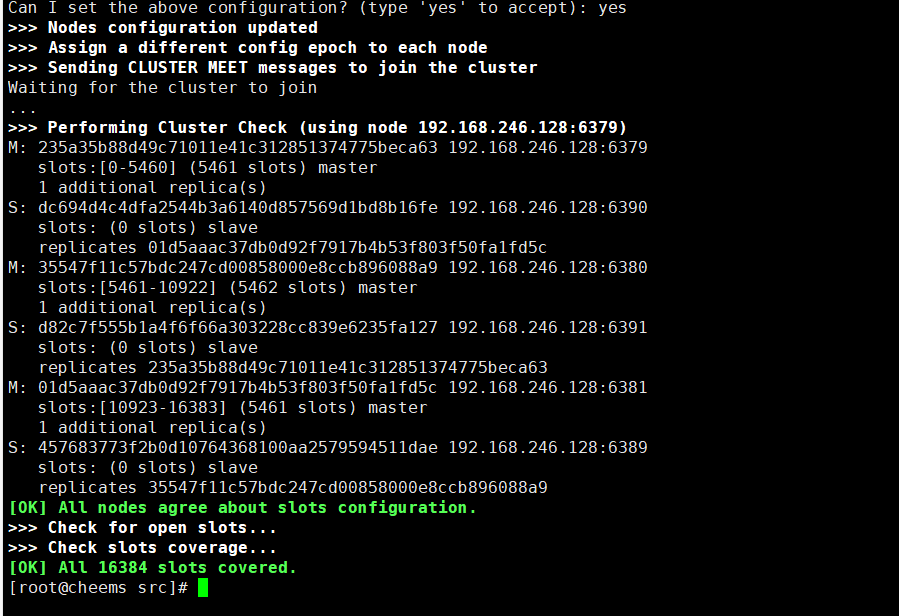 Can I set the above configuration? (type 'yes' to accept): yes
>>> Nodes configuration updated
>>> Assign a different config epoch to each node
>>> Sending CLUSTER MEET messages to join the cluster
Waiting for the cluster to join
...
>>> Performing Cluster Check (using node 192.168.246.128:6379)
M: 235a35b88d49c71011e41c312851374775beca63 192.168.246.128:6379
   slots:[0-5460] (5461 slots) master
   1 additional replica(s)
S: dc694d4c4dfa2544b3a6140d857569d1bd8b16fe 192.168.246.128:6390
   slots: (0 slots) slave
   replicates 01d5aaac37db0d92f7917b4b53f803f50fa1fd5c
M: 35547f11c57bdc247cd00858000e8ccb896088a9 192.168.246.128:6380
   slots:[5461-10922] (5462 slots) master
   1 additional replica(s)
S: d82c7f555b1a4f6f66a303228cc839e6235fa127 192.168.246.128:6391
   slots: (0 slots) slave
   replicates 235a35b88d49c71011e41c312851374775beca63
M: 01d5aaac37db0d92f7917b4b53f803f50fa1fd5c 192.168.246.128:6381
   slots:[10923-16383] (5461 slots) master
   1 additional replica(s)
S: 457683773f2b0d10764368100aa2579594511dae 192.168.246.128:6389
   slots: (0 slots) slave
   replicates 35547f11c57bdc247cd00858000e8ccb896088a9
[OK] All nodes agree about slots configuration.
>>> Check for open slots...
>>> Check slots coverage...
[OK] All 16384 slots covered.
[root@cheems src]#